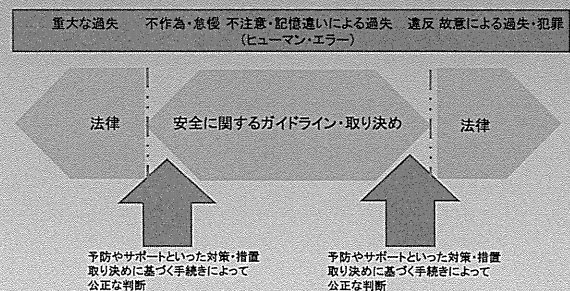 重大な過失　不作為・怠慢　不注意・記憶違いによる過失　違反　故意による過失・犯罪
（ヒューマン・エラー）
法律
安全に関するガイドライン・取り決め
法律
予防やサポートといった対策・措置
取り決めに基づく手続きによって
公正な判断
予防やサポートといった対策・措置
取り決めに基づく手続きによって
公正な判断